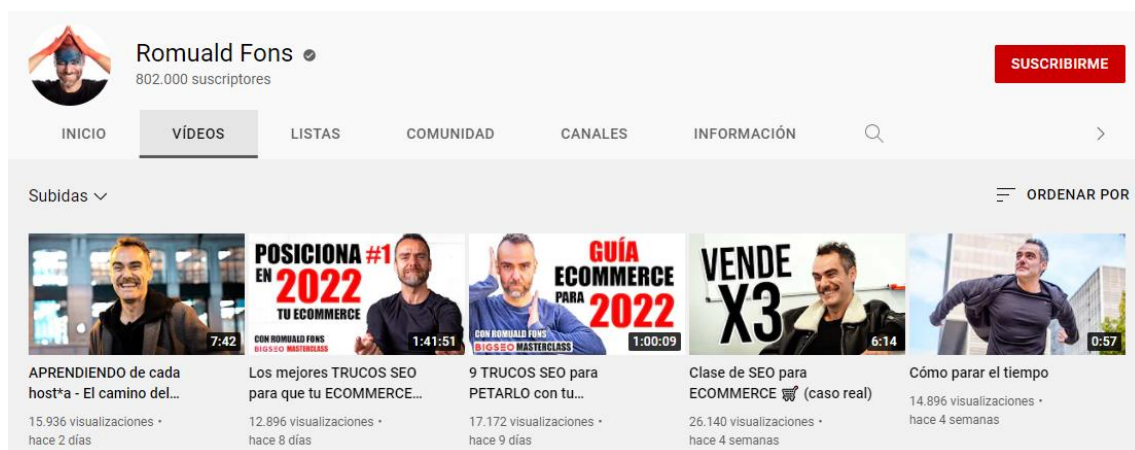 Romuald Fons
802.000 suscriptores
SUSCRIBIRME
INICIO VÍDEOS LISTAS COMUNIDAD CANALES INFORMACIÓN
Subidas
ORDENAR POR
7:42
POSICIONA #1
EN 2022
TU ECOMMERCE
CON ROMUALD FONS
BIGSEO MASTERCLASS
1:41:51
GUÍA
ECOMMERCE
PARA 2022
CON ROMUALD FONS
BIGSEO MASTERCLASS
1:00:09
VENDE
X3
6:14
0:57
APRENDIENDO de cada
host*a - El camino del...
15.936 visualizaciones •
hace 2 días
Los mejores TRUCOS SEO
para que tu ECOMMERCE...
12.896 visualizaciones •
hace 8 días
9 TRUCOS SEO para
PETARLO con tu...
17.172 visualizaciones •
hace 9 días
Clase de SEO para
ECOMMERCE 🛒 (caso real)
26.140 visualizaciones •
hace 4 semanas
Cómo parar el tiempo
14.896 visualizaciones •
hace 4 semanas